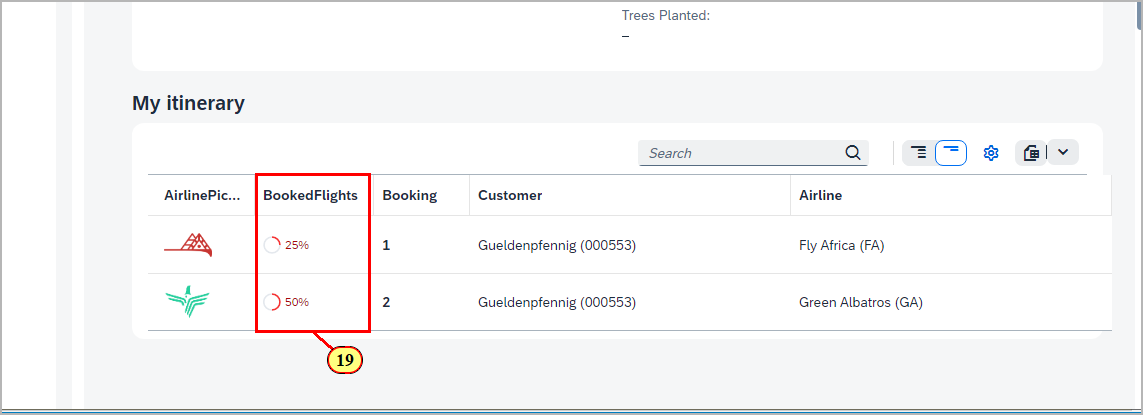 Trees Planted:
–
My itinerary
Search
AirlinePic... BookedFlights Booking Customer Airline
25% 1 Gueldenpfennig (000553) Fly Africa (FA)
50% 2 Gueldenpfennig (000553) Green Albatros (GA)
19